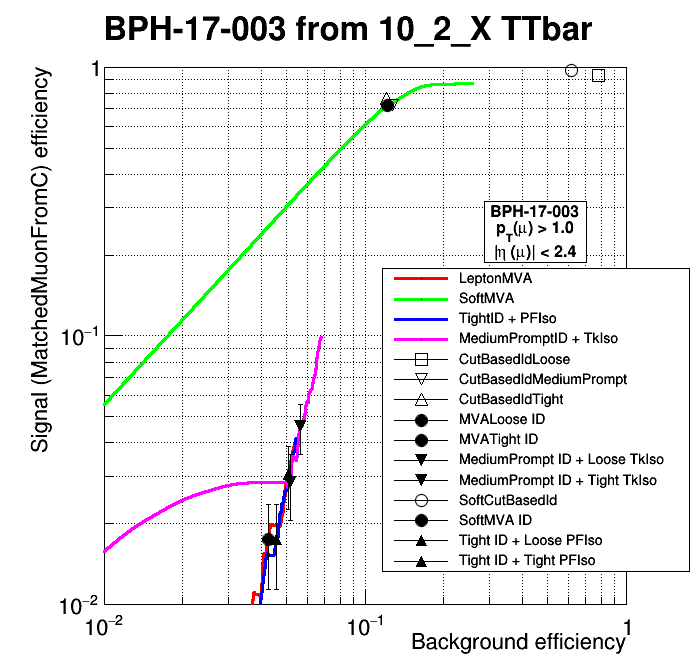 BPH-17-003 from 10_2_X TTbar
Signal (MatchedMuonFromC) efficiency
1
10⁻¹
10⁻²
BPH-17-003
p_T(μ) > 1.0
|η (μ)| < 2.4
LeptonMVA
SoftMVA
TightID + PFIso
MediumPromptID + TkIso
CutBasedIdLoose
CutBasedIdMediumPrompt
CutBasedIdTight
MVALoose ID
MVATight ID
MediumPrompt ID + Loose TkIso
MediumPrompt ID + Tight TkIso
SoftCutBasedId
SoftMVA ID
Tight ID + Loose PFIso
Tight ID + Tight PFIso
10⁻² 10⁻¹ 1
Background efficiency